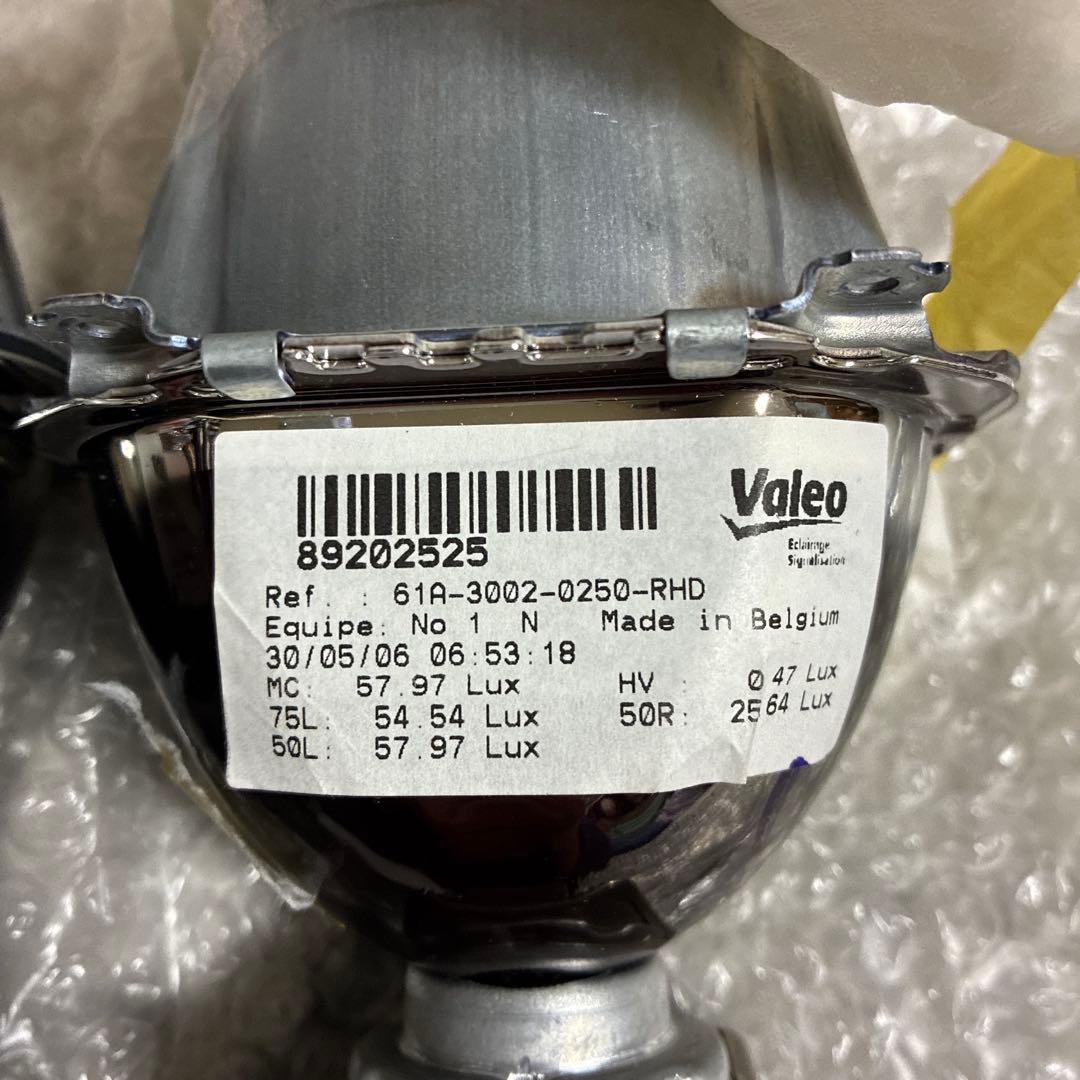 Valeo
Eclairage
Signalisation
89202525
Ref. : 61A-3002-0250-RHD
Equipe: No 1 N Made in Belgium
30/05/06 06:53:18
MC: 57.97 Lux HV : 0 47 Lux
75L: 54.54 Lux 50R: 25 64 Lux
50L: 57.97 Lux